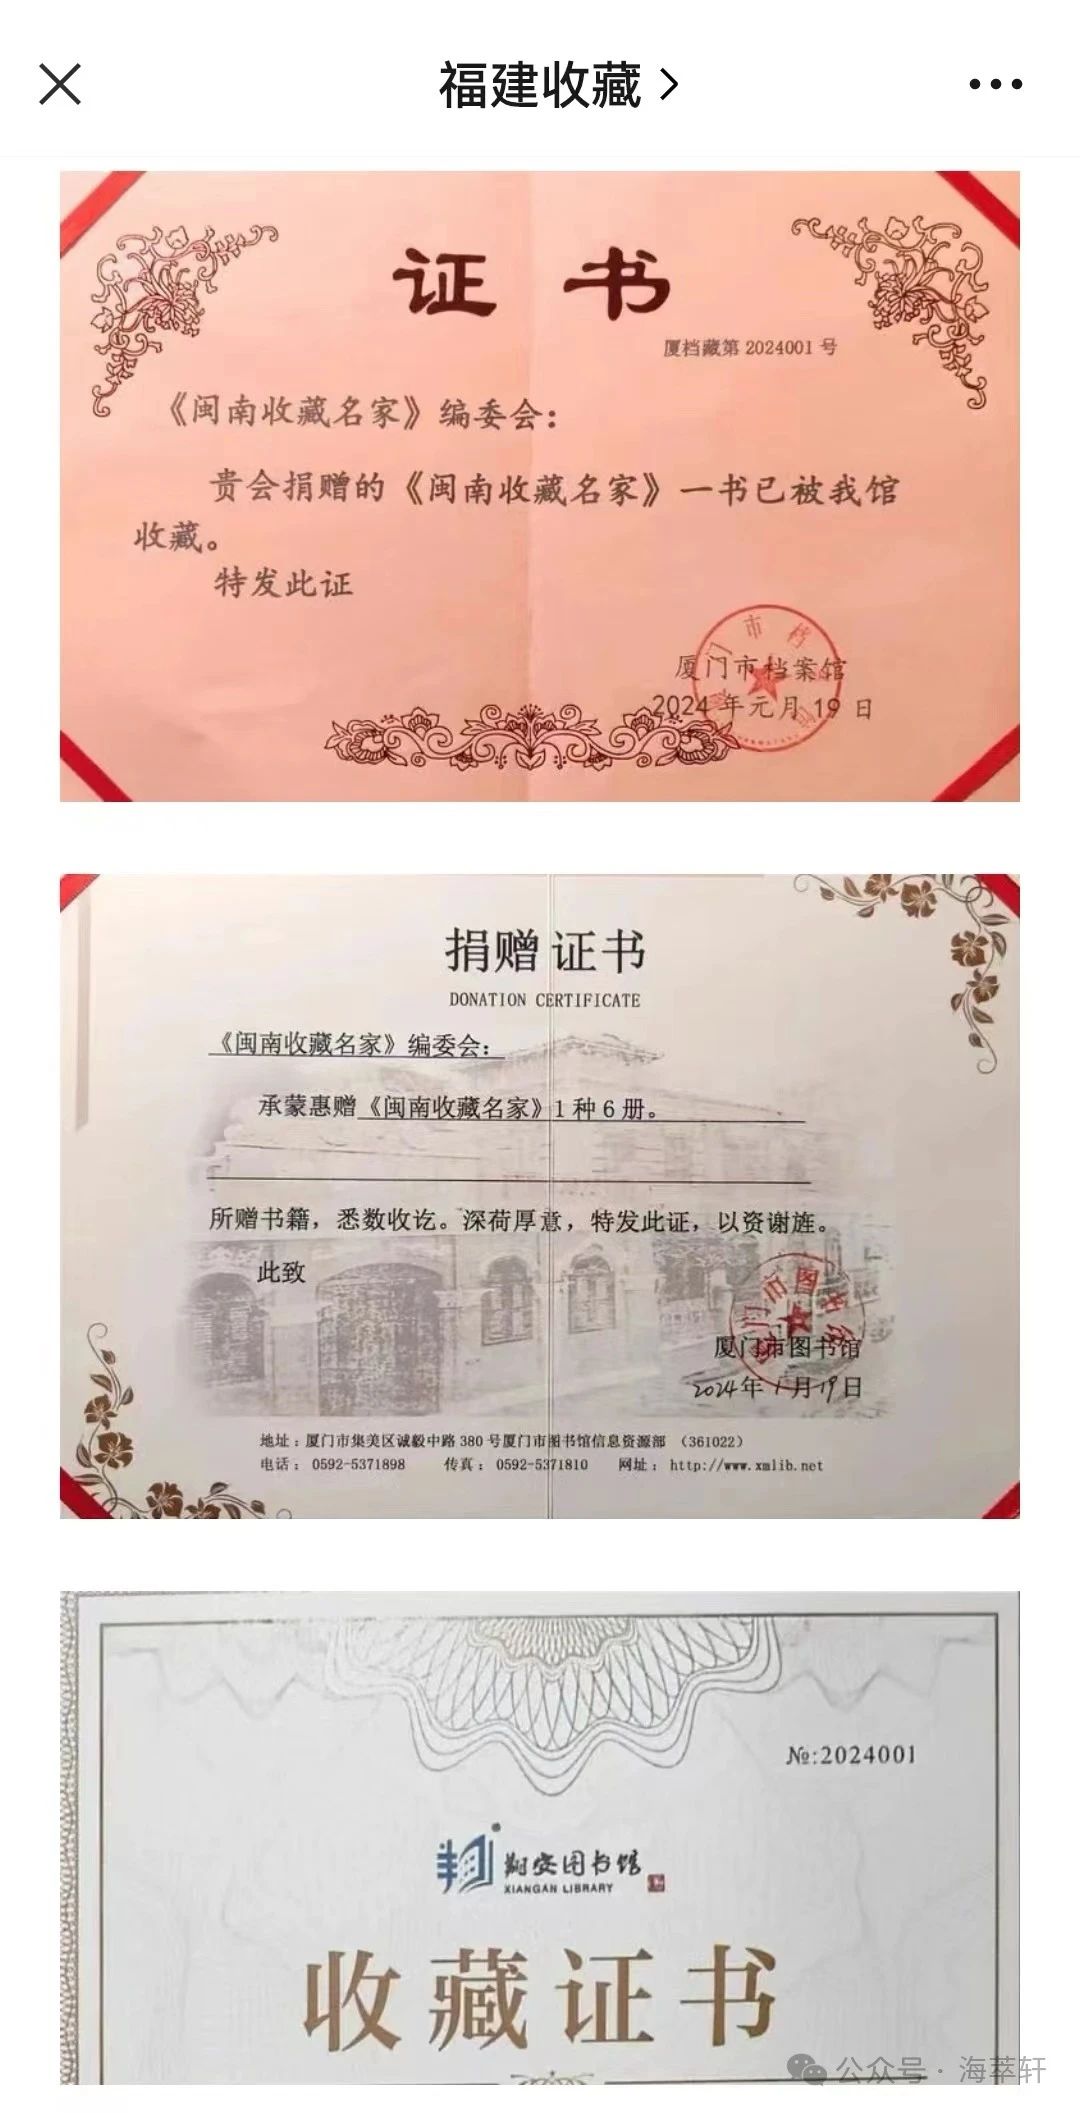 福建收藏
证书
厦档藏第 2024001 号
《闽南收藏名家》编委会：
贵会捐赠的《闽南收藏名家》一书已被我馆
收藏。
特发此证
厦门市档案馆
2024 年元月 19 日
捐赠证书
DONATION CERTIFICATE
《闽南收藏名家》编委会：
承蒙惠赠《闽南收藏名家》1 种 6 册。
所赠书籍，悉数收讫。深荷厚意，特发此证，以资谢旌。
此致
厦门市图书馆
2024年1月19日
地址：厦门市集美区诚毅中路 380 号厦门市图书馆信息资源部 （361022）
电话： 0592-5371898 传真： 0592-5371810 网址： http://www.xmlib.net
№:2024001
翔安图书馆
XIANGAN LIBRARY
收藏证书
公众号 · 海萃轩